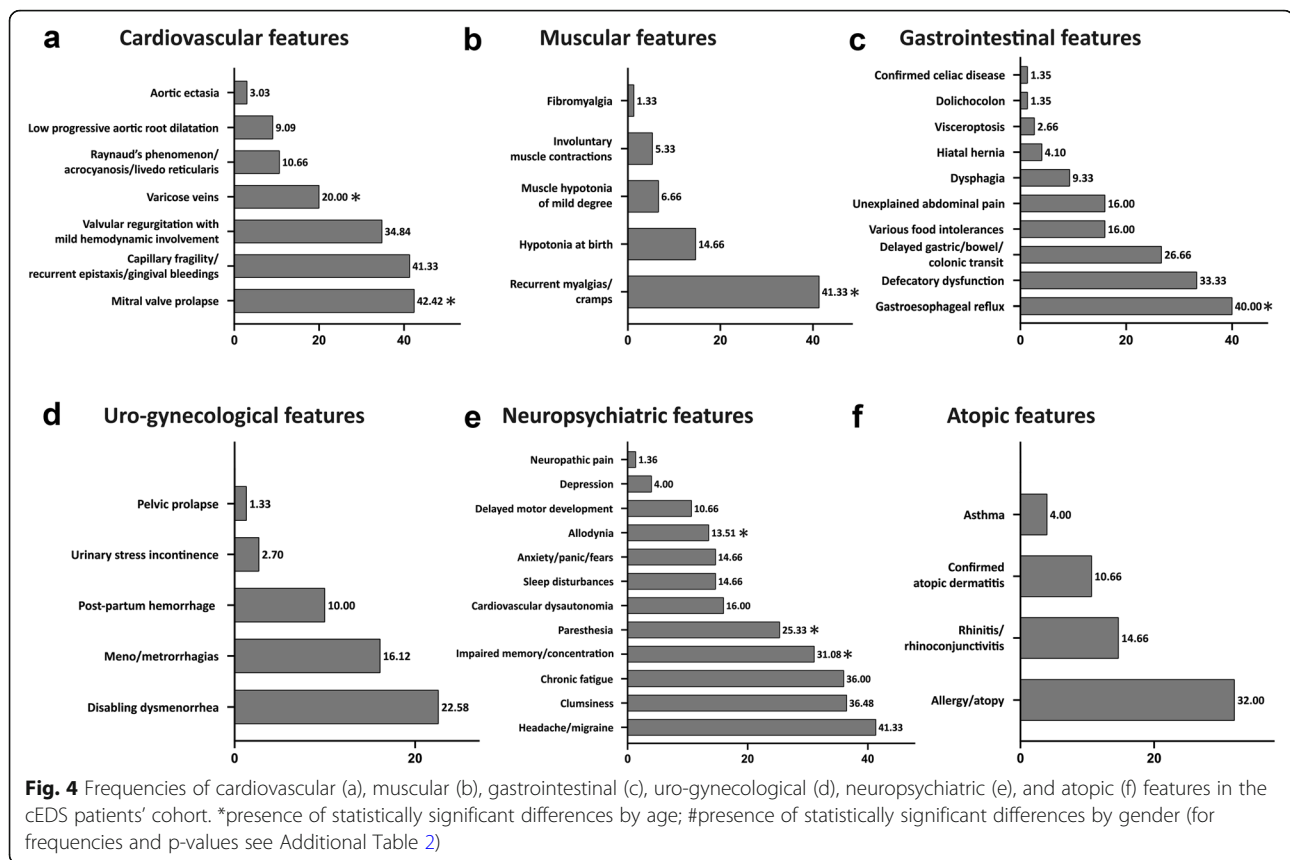 a Cardiovascular features
Aortic ectasia 3.03
Low progressive aortic root dilatation 9.09
Raynaud's phenomenon/
acrocyanosis/livedo reticularis 10.66
Varicose veins 20.00 *
Valvular regurgitation with
mild hemodynamic involvement 34.84
Capillary fragility/
recurrent epistaxis/gingival bleedings 41.33
Mitral valve prolapse 42.42 *
0 20 40
b Muscular features
Fibromyalgia 1.33
Involuntary
muscle contractions 5.33
Muscle hypotonia
of mild degree 6.66
Hypotonia at birth 14.66
Recurrent myalgias/
cramps 41.33 *
0 20 40
c Gastrointestinal features
Confirmed celiac disease 1.35
Dolichocolon 1.35
Visceroptosis 2.66
Hiatal hernia 4.10
Dysphagia 9.33
Unexplained abdominal pain 16.00
Various food intolerances 16.00
Delayed gastric/bowel/
colonic transit 26.66
Defecatory dysfunction 33.33
Gastroesophageal reflux 40.00 *
0 20 40
d Uro-gynecological features
Pelvic prolapse 1.33
Urinary stress incontinence 2.70
Post-partum hemorrhage 10.00
Meno/metrorrhagias 16.12
Disabling dysmenorrhea 22.58
0 20
e Neuropsychiatric features
Neuropathic pain 1.36
Depression 4.00
Delayed motor development 10.66
Allodynia 13.51 *
Anxiety/panic/fears 14.66
Sleep disturbances 14.66
Cardiovascular dysautonomia 16.00
Paresthesia 25.33 *
Impaired memory/concentration 31.08 *
Chronic fatigue 36.00
Clumsiness 36.48
Headache/migraine 41.33
0 20 40
f Atopic features
Asthma 4.00
Confirmed
atopic dermatitis 10.66
Rhinitis/
rhinoconjunctivitis 14.66
Allergy/atopy 32.00
0 20
Fig. 4 Frequencies of cardiovascular (a), muscular (b), gastrointestinal (c), uro-gynecological (d), neuropsychiatric (e), and atopic (f) features in the
cEDS patients' cohort. *presence of statistically significant differences by age; #presence of statistically significant differences by gender (for
frequencies and p-values see Additional Table 2)